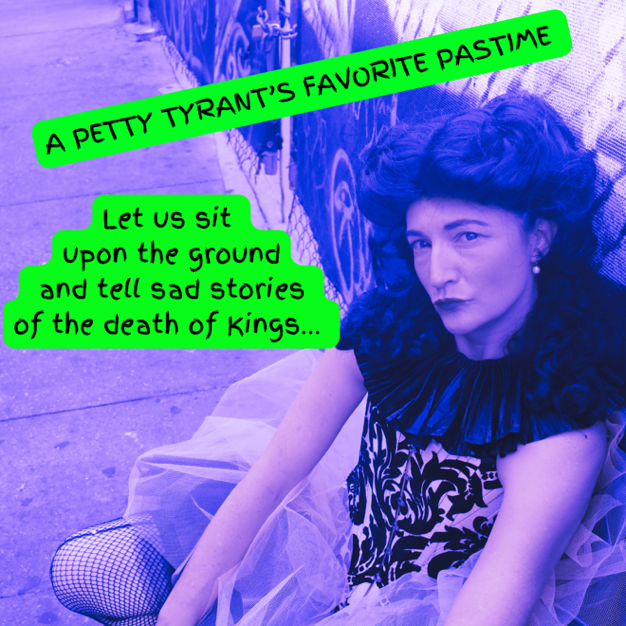 A PETTY TYRANT'S FAVORITE PASTIME
Let us sit
upon the ground
and tell sad stories
of the death of Kings...